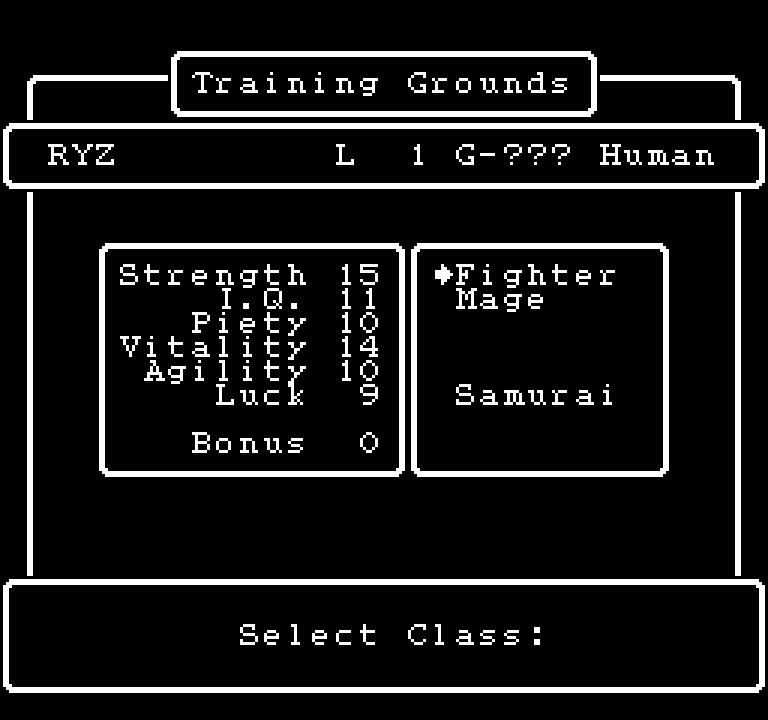 Training Grounds
RYZ L 1 G-??? Human
Strength 15
I.Q. 11
Piety 10
Vitality 14
Agility 10
Luck 9
Bonus 0
Fighter
Mage
Samurai
Select Class: